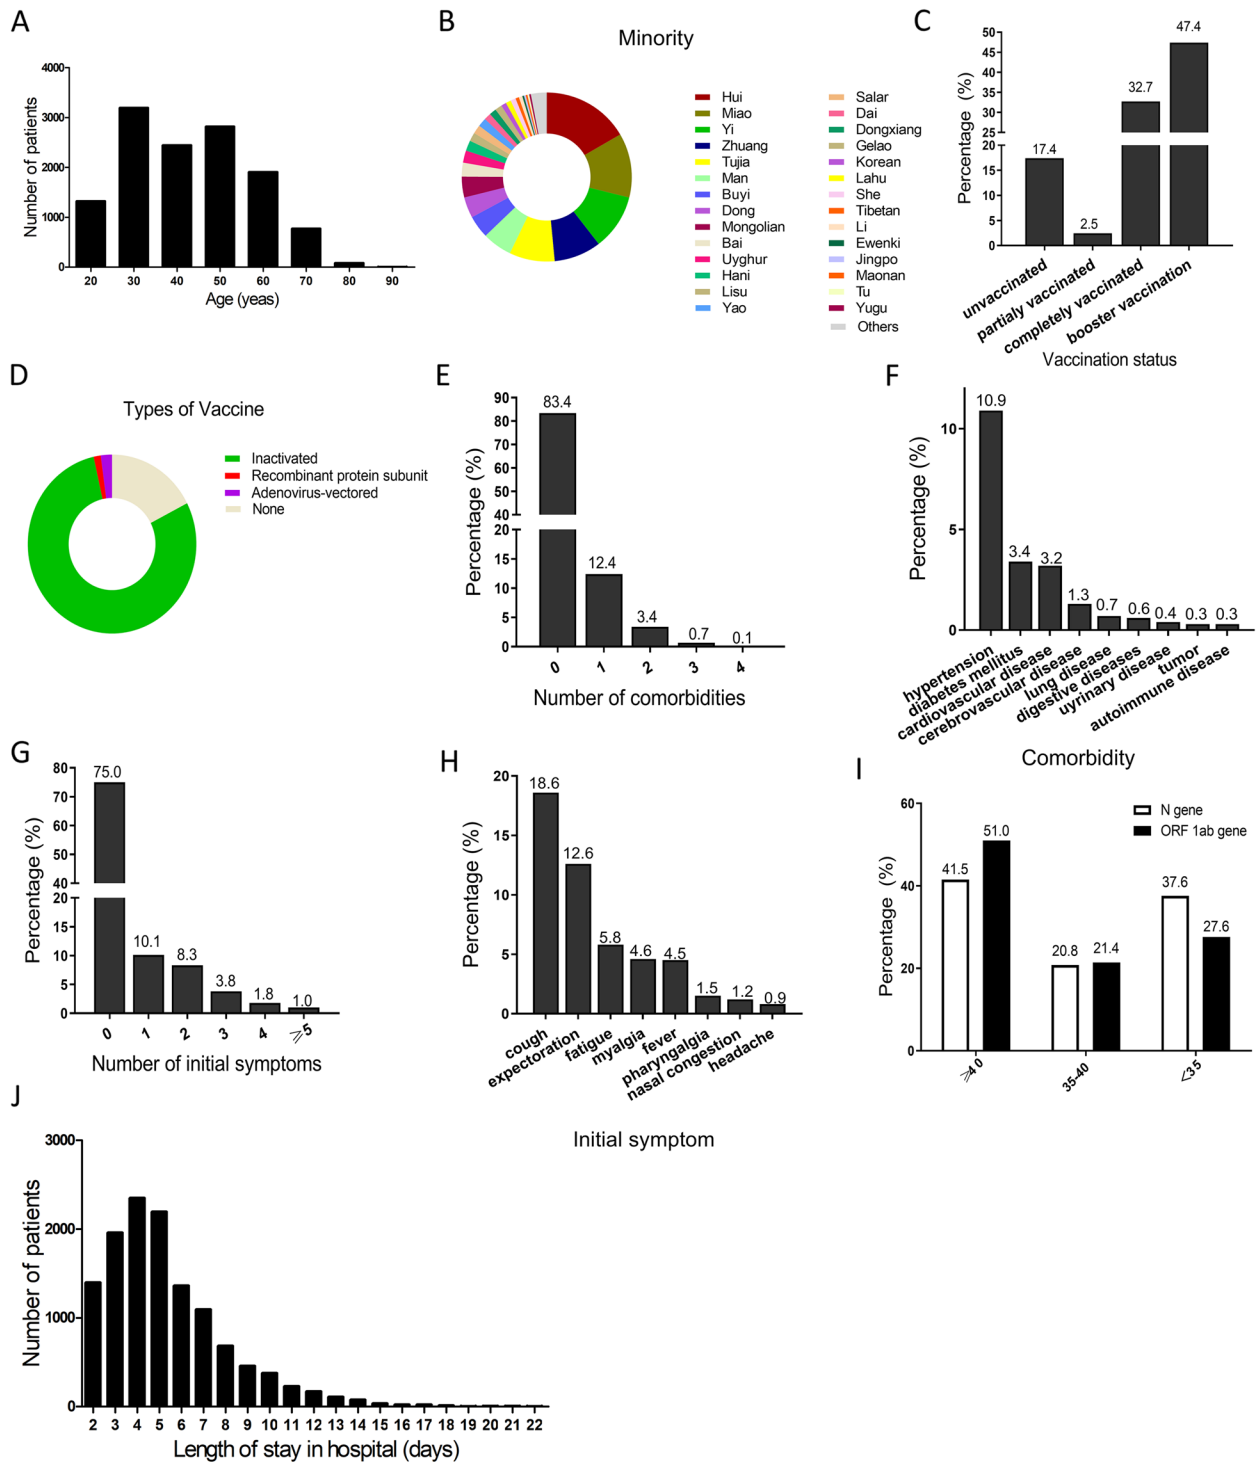 A
Number of patients
4000
3000
2000
1000
0
20 30 40 50 60 70 80 90
Age (yeas)
B
Minority
Hui
Miao
Yi
Zhuang
Tujia
Man
Buyi
Dong
Mongolian
Bai
Uyghur
Hani
Lisu
Yao
Salar
Dai
Dongxiang
Gelao
Korean
Lahu
She
Tibetan
Li
Ewenki
Jingpo
Maonan
Tu
Yugu
Others
C
Percentage (%)
50
45
40
35
30
25
20
15
10
5
0
17.4
2.5
32.7
47.4
unvaccinated
partialy vaccinated
completely vaccinated
booster vaccination
Vaccination status
D
Types of Vaccine
Inactivated
Recombinant protein subunit
Adenovirus-vectored
None
E
Percentage (%)
90
80
70
60
50
40
20
15
10
5
0
83.4
12.4
3.4
0.7
0.1
0 1 2 3 4
Number of comorbidities
F
Percentage (%)
10
5
0
10.9
3.4
3.2
1.3
0.7
0.6
0.4
0.3
0.3
hypertension
diabetes mellitus
cardiovascular disease
cerebrovascular disease
lung disease
digestive diseases
uyrinary disease
tumor
autoimmune disease
Comorbidity
G
Percentage (%)
80
70
60
50
40
20
15
10
5
0
75.0
10.1
8.3
3.8
1.8
1.0
0 1 2 3 4 ⩾5
Number of initial symptoms
H
Percentage (%)
20
15
10
5
0
18.6
12.6
5.8
4.6
4.5
1.5
1.2
0.9
cough
expectoration
fatigue
myalgia
fever
pharyngalgia
nasal congestion
headache
Initial symptom
I
Percentage (%)
60
40
20
0
N gene
ORF 1ab gene
41.5
51.0
20.8
21.4
37.6
27.6
⩾40
35-40
<35
J
Number of patients
3000
2000
1000
0
2 3 4 5 6 7 8 9 10 11 12 13 14 15 16 17 18 19 20 21 22
Length of stay in hospital (days)